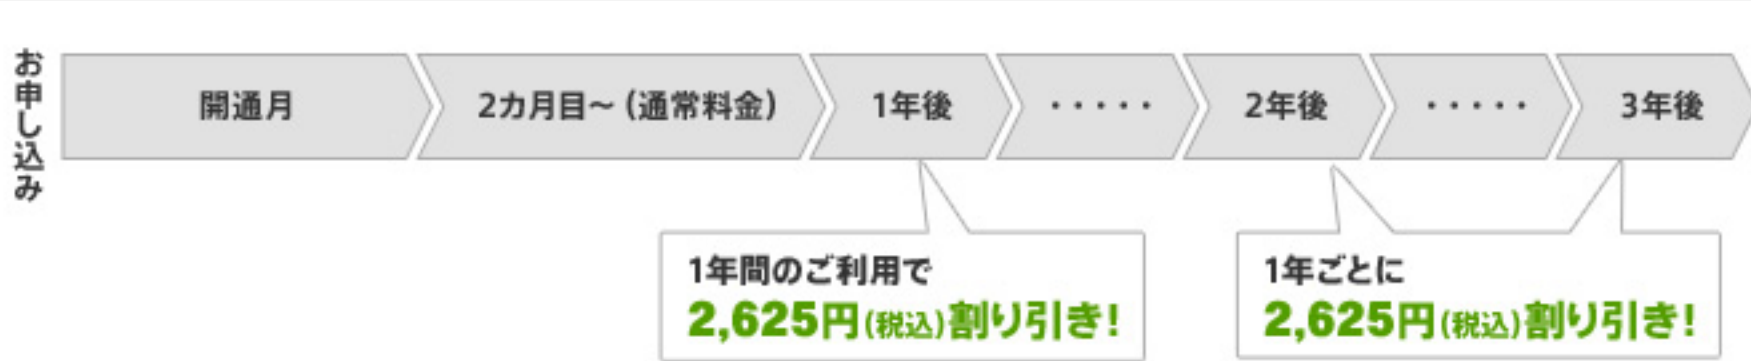 お申し込み
開通月
2カ月目～（通常料金）
1年後
・・・・・
2年後
・・・・・
3年後
1年間のご利用で
2,625円(税込)割り引き!
1年ごとに
2,625円(税込)割り引き!